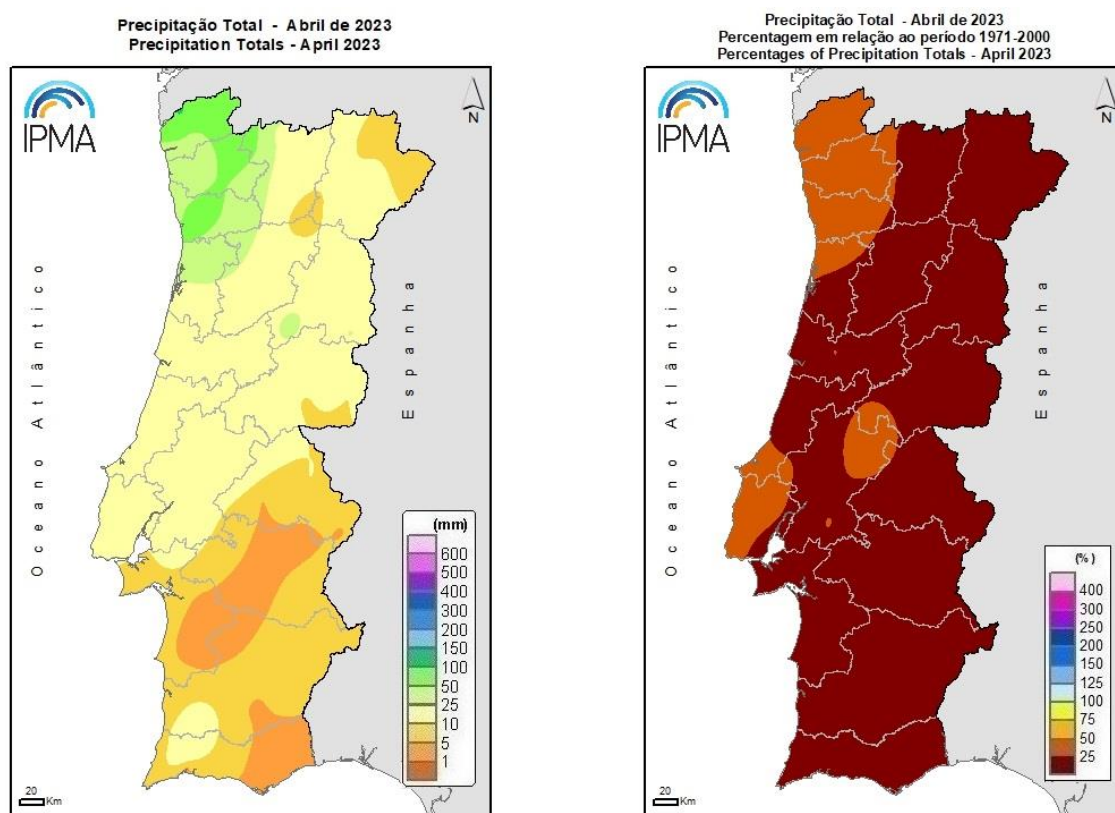 Precipitação Total - Abril de 2023
Precipitation Totals - April 2023
IPMA
N
Oceano Atlântico
Espanha
(mm)
600
500
400
300
200
150
100
50
25
10
5
1
20
Km
Precipitação Total - Abril de 2023
Percentagem em relação ao período 1971-2000
Percentages of Precipitation Totals - April 2023
IPMA
N
Oceano Atlântico
Espanha
(%)
400
300
250
200
150
125
100
75
50
25
20
Km